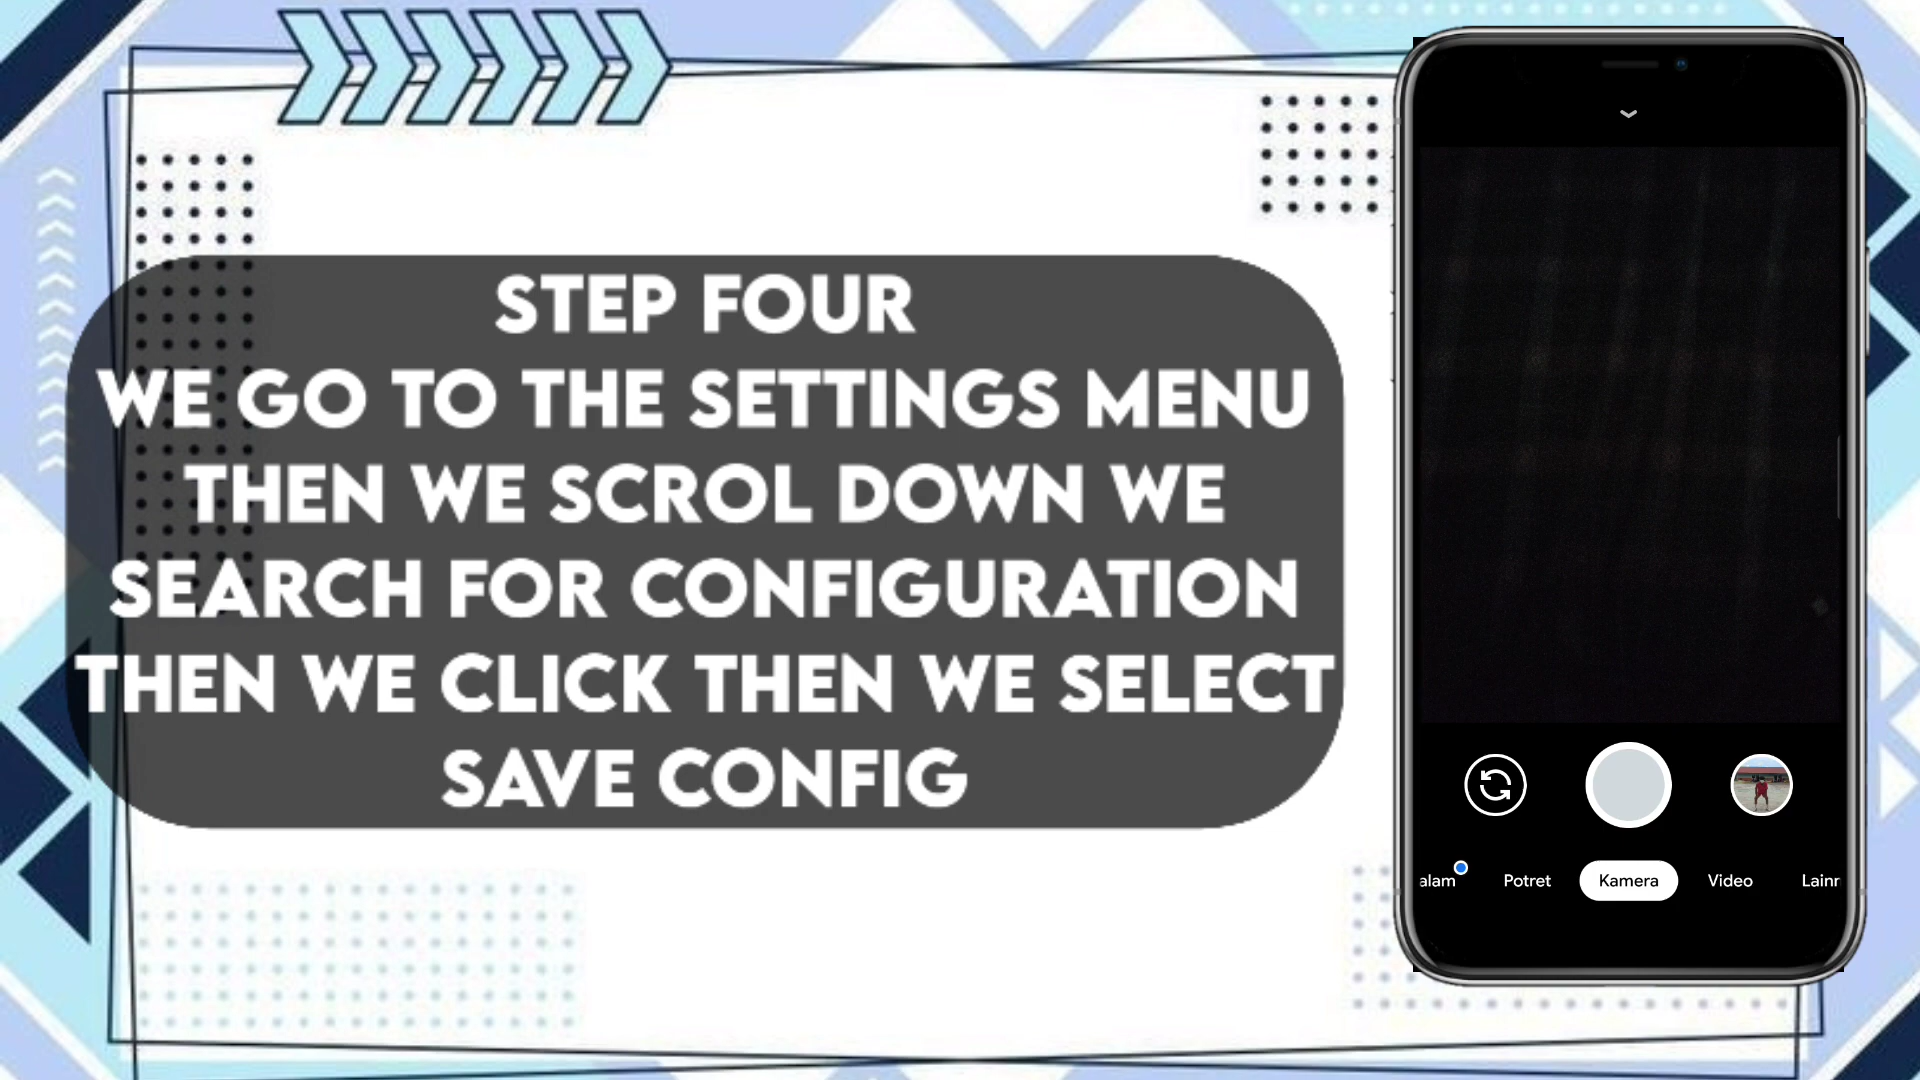 STEP FOUR
WE GO TO THE SETTINGS MENU
THEN WE SCROL DOWN WE
SEARCH FOR CONFIGURATION
THEN WE CLICK THEN WE SELECT
SAVE CONFIG
alam Potret Kamera Video Lainr